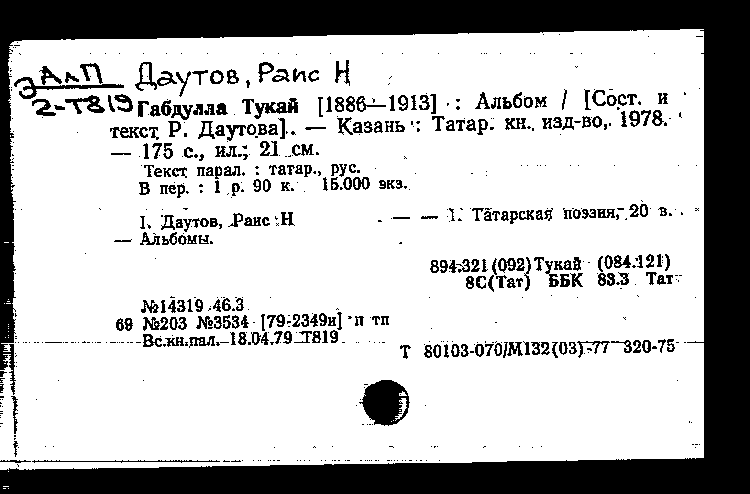 ЭАлП Даутов, Раис Н
2-Т819 Габдулла Тукай [1886—1913] : Альбом / [Сост. и
текст Р. Даутова]. — Казань : Татар. кн. изд-во, 1978.
— 175 с., ил.; 21 см.
Текст парал. : татар., рус.
В пер. : 1 р. 90 к. 15.000 экз.
I. Даутов, Раис Н — — 1. Татарская поэзия, 20 в.
— Альбомы.
894.321(092)Тукай (084.121)
8С(Тат) ББК 83.3 Тат
№14319 46.3
69 №203 №3534 [79-2349и] п тп
Вс.кн.пал. 18.04.79 Т819
Т 80103-070/М132(03)-77 320-75